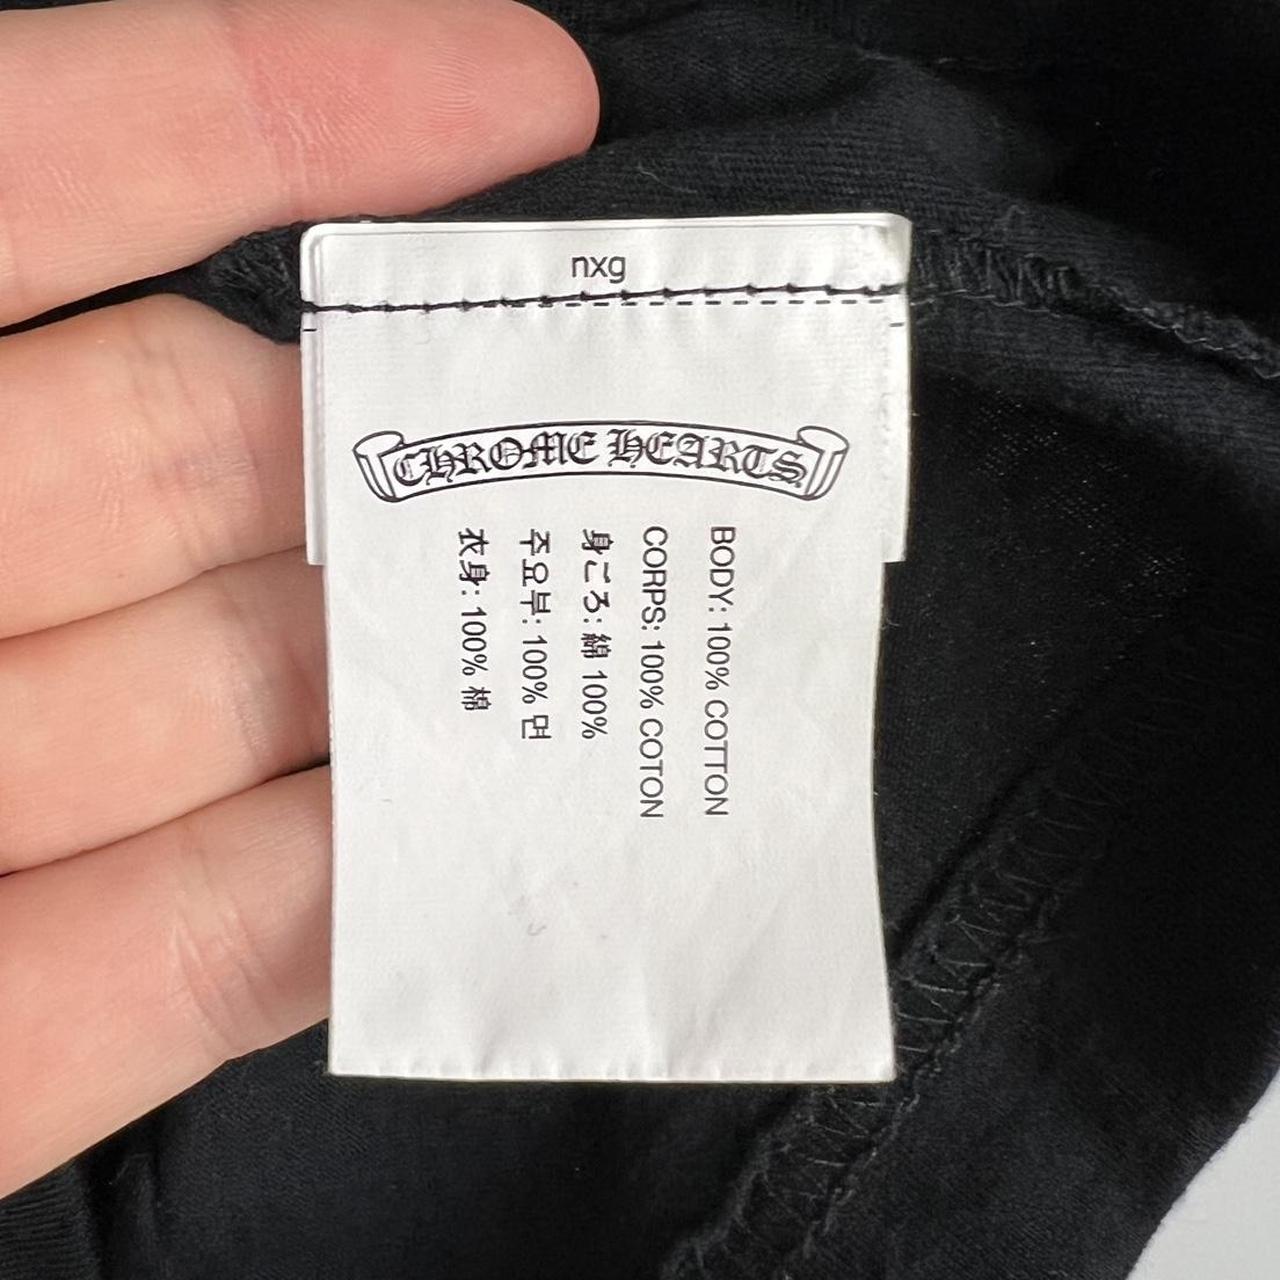 nxg
CHROME HEARTS
BODY: 100% COTTON
CORPS: 100% COTON
身ごろ: 綿 100%
주요부: 100% 면
衣身: 100% 棉